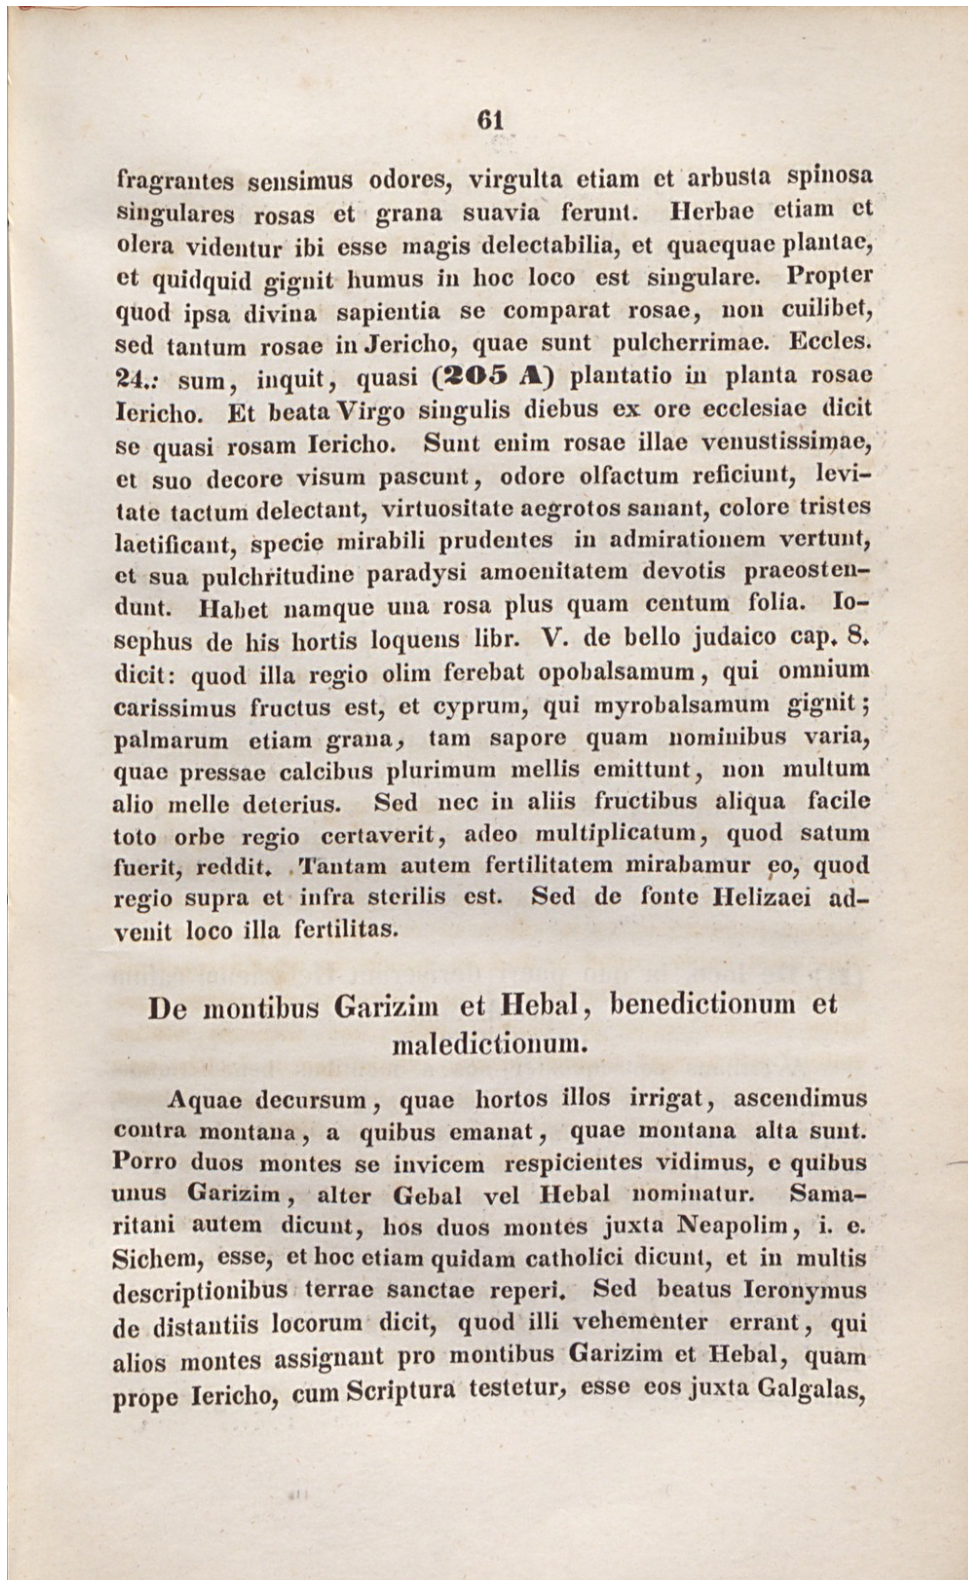 61
fragrantes sensimus odores, virgulta etiam et arbusta spinosa
singulares rosas et grana suavia ferunt. Herbae etiam et
olera videntur ibi esse magis delectabilia, et quaequae plantae,
et quidquid gignit humus in hoc loco est singulare. Propter
quod ipsa divina sapientia se comparat rosae, non cuilibet,
sed tantum rosae in Jericho, quae sunt pulcherrimae. Eccles.
24.: sum, inquit, quasi (205 A) plantatio in planta rosae
Iericho. Et beata Virgo singulis diebus ex ore ecclesiae dicit
se quasi rosam Iericho. Sunt enim rosae illae venustissimae,
et suo decore visum pascunt, odore olfactum reficiunt, levi-
tate tactum delectant, virtuositate aegrotos sanant, colore tristes
laetificant, specie mirabili prudentes in admirationem vertunt,
et sua pulchritudine paradysi amoenitatem devotis praeosten-
dunt. Habet namque una rosa plus quam centum folia. Io-
sephus de his hortis loquens libr. V. de bello judaico cap. 8.
dicit: quod illa regio olim ferebat opobalsamum, qui omnium
carissimus fructus est, et cyprum, qui myrobalsamum gignit;
palmarum etiam grana, tam sapore quam nominibus varia,
quae pressae calcibus plurimum mellis emittunt, non multum
alio melle deterius. Sed nec in aliis fructibus aliqua facile
toto orbe regio certaverit, adeo multiplicatum, quod satum
fuerit, reddit. Tantam autem fertilitatem mirabamur eo, quod
regio supra et infra sterilis est. Sed de fonte Helizaei ad-
venit loco illa fertilitas.
De montibus Garizim et Hebal, benedictionum et
maledictionum.
Aquae decursum, quae hortos illos irrigat, ascendimus
contra montana, a quibus emanat, quae montana alta sunt.
Porro duos montes se invicem respicientes vidimus, e quibus
unus Garizim, alter Gebal vel Hebal nominatur. Sama-
ritani autem dicunt, hos duos montes juxta Neapolim, i. e.
Sichem, esse, et hoc etiam quidam catholici dicunt, et in multis
descriptionibus terrae sanctae reperi. Sed beatus Ieronymus
de distantiis locorum dicit, quod illi vehementer errant, qui
alios montes assignant pro montibus Garizim et Hebal, quam
prope Iericho, cum Scriptura testetur, esse eos juxta Galgalas,